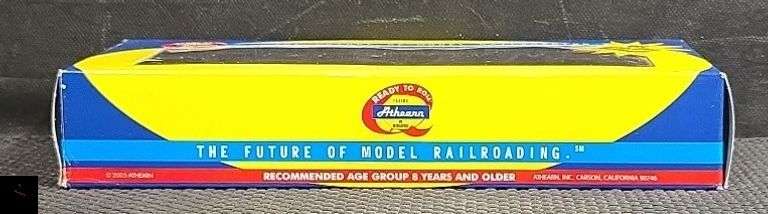 READY TO ROLL
Athearn
THE FUTURE OF MODEL RAILROADING.℠
© 2005 ATHEARN
RECOMMENDED AGE GROUP 8 YEARS AND OLDER
ATHEARN, INC. CARSON, CALIFORNIA 90746